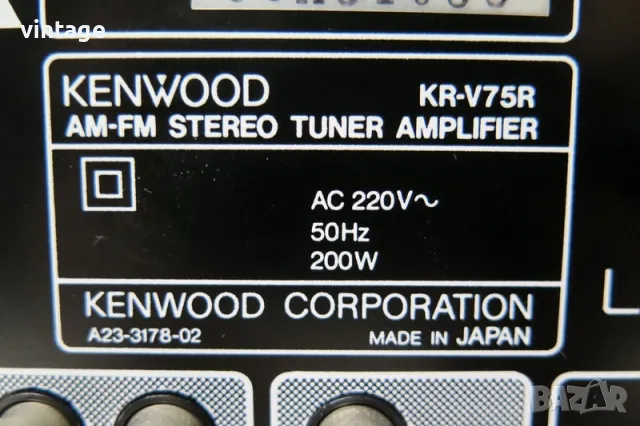 vintage
KENWOOD KR-V75R
AM-FM STEREO TUNER AMPLIFIER
AC 220V~
50Hz
200W
KENWOOD CORPORATION
A23-3178-02 MADE IN JAPAN
BAZAR